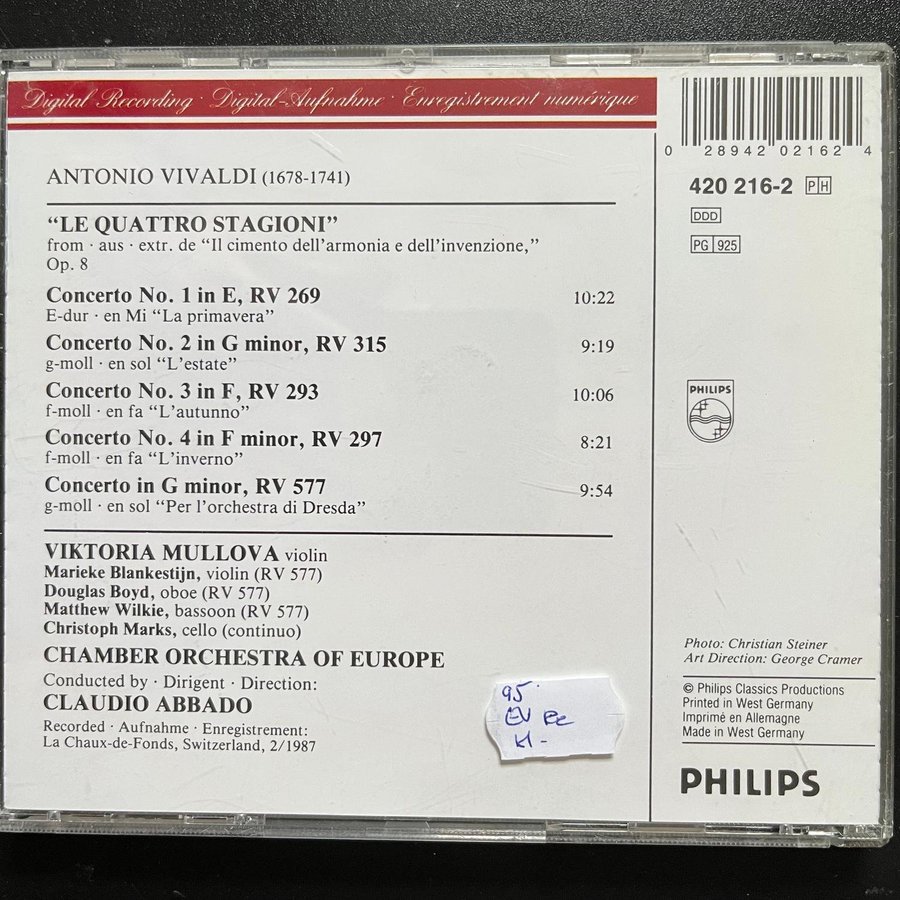 Digital Recording · Digital-Aufnahme · Enregistrement numérique
ANTONIO VIVALDI (1678-1741)
“LE QUATTRO STAGIONI”
from · aus · extr. de “Il cimento dell’armonia e dell’invenzione,”
Op. 8
Concerto No. 1 in E, RV 269 10:22
E-dur · en Mi “La primavera”
Concerto No. 2 in G minor, RV 315 9:19
g-moll · en sol “L’estate”
Concerto No. 3 in F, RV 293 10:06
f-moll · en fa “L’autunno”
Concerto No. 4 in F minor, RV 297 8:21
f-moll · en fa “L’inverno”
Concerto in G minor, RV 577 9:54
g-moll · en sol “Per l’orchestra di Dresda”
VIKTORIA MULLOVA violin
Marieke Blankestijn, violin (RV 577)
Douglas Boyd, oboe (RV 577)
Matthew Wilkie, bassoon (RV 577)
Christoph Marks, cello (continuo)
CHAMBER ORCHESTRA OF EUROPE
Conducted by · Dirigent · Direction:
CLAUDIO ABBADO
Recorded · Aufnahme · Enregistrement:
La Chaux-de-Fonds, Switzerland, 2/1987
95
EV
0 28942 02162 4
420 216-2 PH
DDD
PG 925
PHILIPS
Photo: Christian Steiner
Art Direction: George Cramer
© Philips Classics Productions
Printed in West Germany
Imprimé en Allemagne
Made in West Germany
PHILIPS